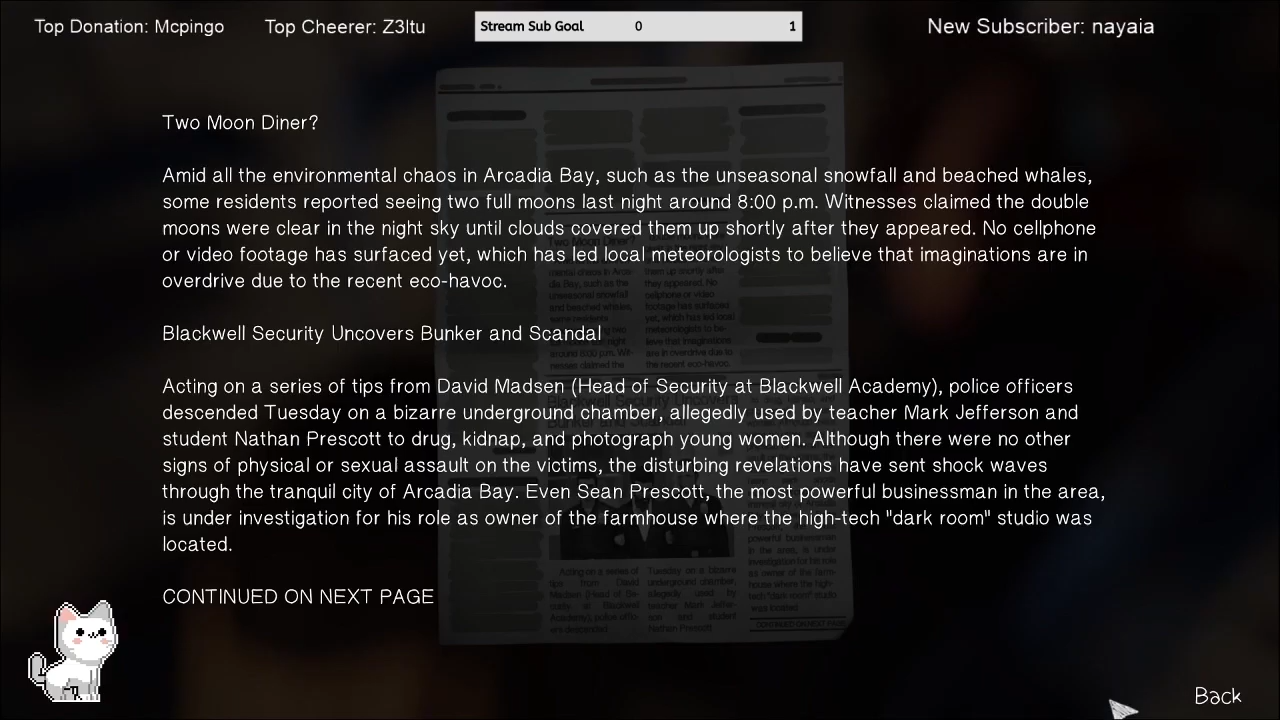 Top Donation: Mcpingo
Top Cheerer: Z3ltu
Stream Sub Goal 0 1
New Subscriber: nayaia
Two Moon Diner?
Amid all the environmental chaos in Arcadia Bay, such as the unseasonal snowfall and beached whales,
some residents reported seeing two full moons last night around 8:00 p.m. Witnesses claimed the double
moons were clear in the night sky until clouds covered them up shortly after they appeared. No cellphone
or video footage has surfaced yet, which has led local meteorologists to believe that imaginations are in
overdrive due to the recent eco-havoc.
Blackwell Security Uncovers Bunker and Scandal
Acting on a series of tips from David Madsen (Head of Security at Blackwell Academy), police officers
descended Tuesday on a bizarre underground chamber, allegedly used by teacher Mark Jefferson and
student Nathan Prescott to drug, kidnap, and photograph young women. Although there were no other
signs of physical or sexual assault on the victims, the disturbing revelations have sent shock waves
through the tranquil city of Arcadia Bay. Even Sean Prescott, the most powerful businessman in the area,
is under investigation for his role as owner of the farmhouse where the high-tech "dark room" studio was
located.
CONTINUED ON NEXT PAGE
Back